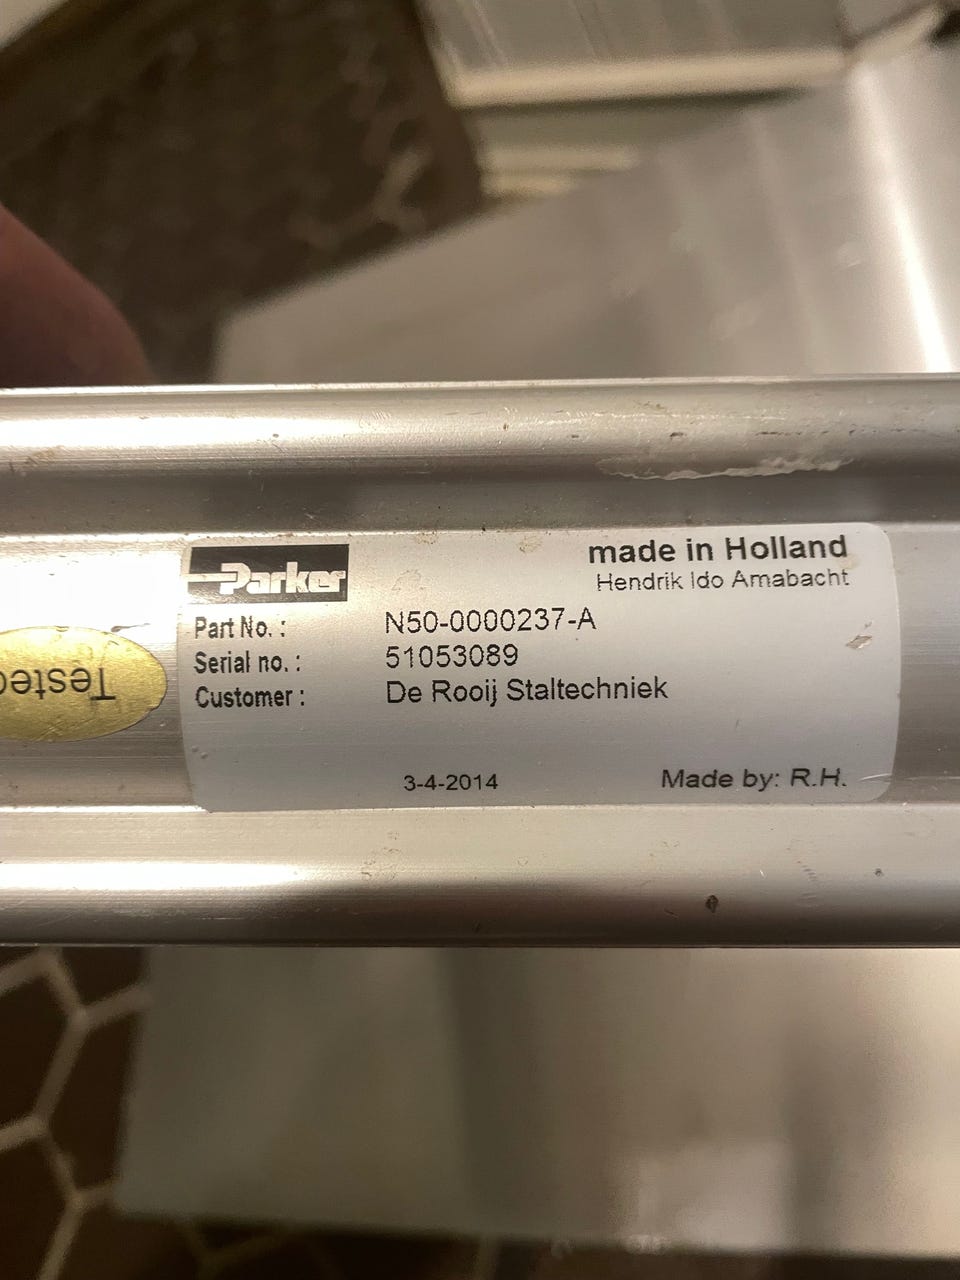 Parker
made in Holland
Hendrik Ido Amabacht
Part No. : N50-0000237-A
Serial no. : 51053089
Customer : De Rooij Staltechniek
3-4-2014 Made by: R.H.
Tested